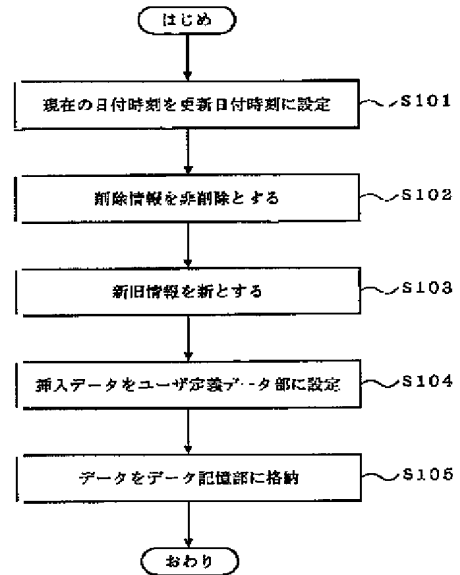 はじめ
現在の日付時刻を更新日付時刻に設定
S101
削除情報を非削除とする
S102
新旧情報を新とする
S103
挿入データをユーザ定義データ部に設定
S104
データをデータ記憶部に格納
S105
おわり